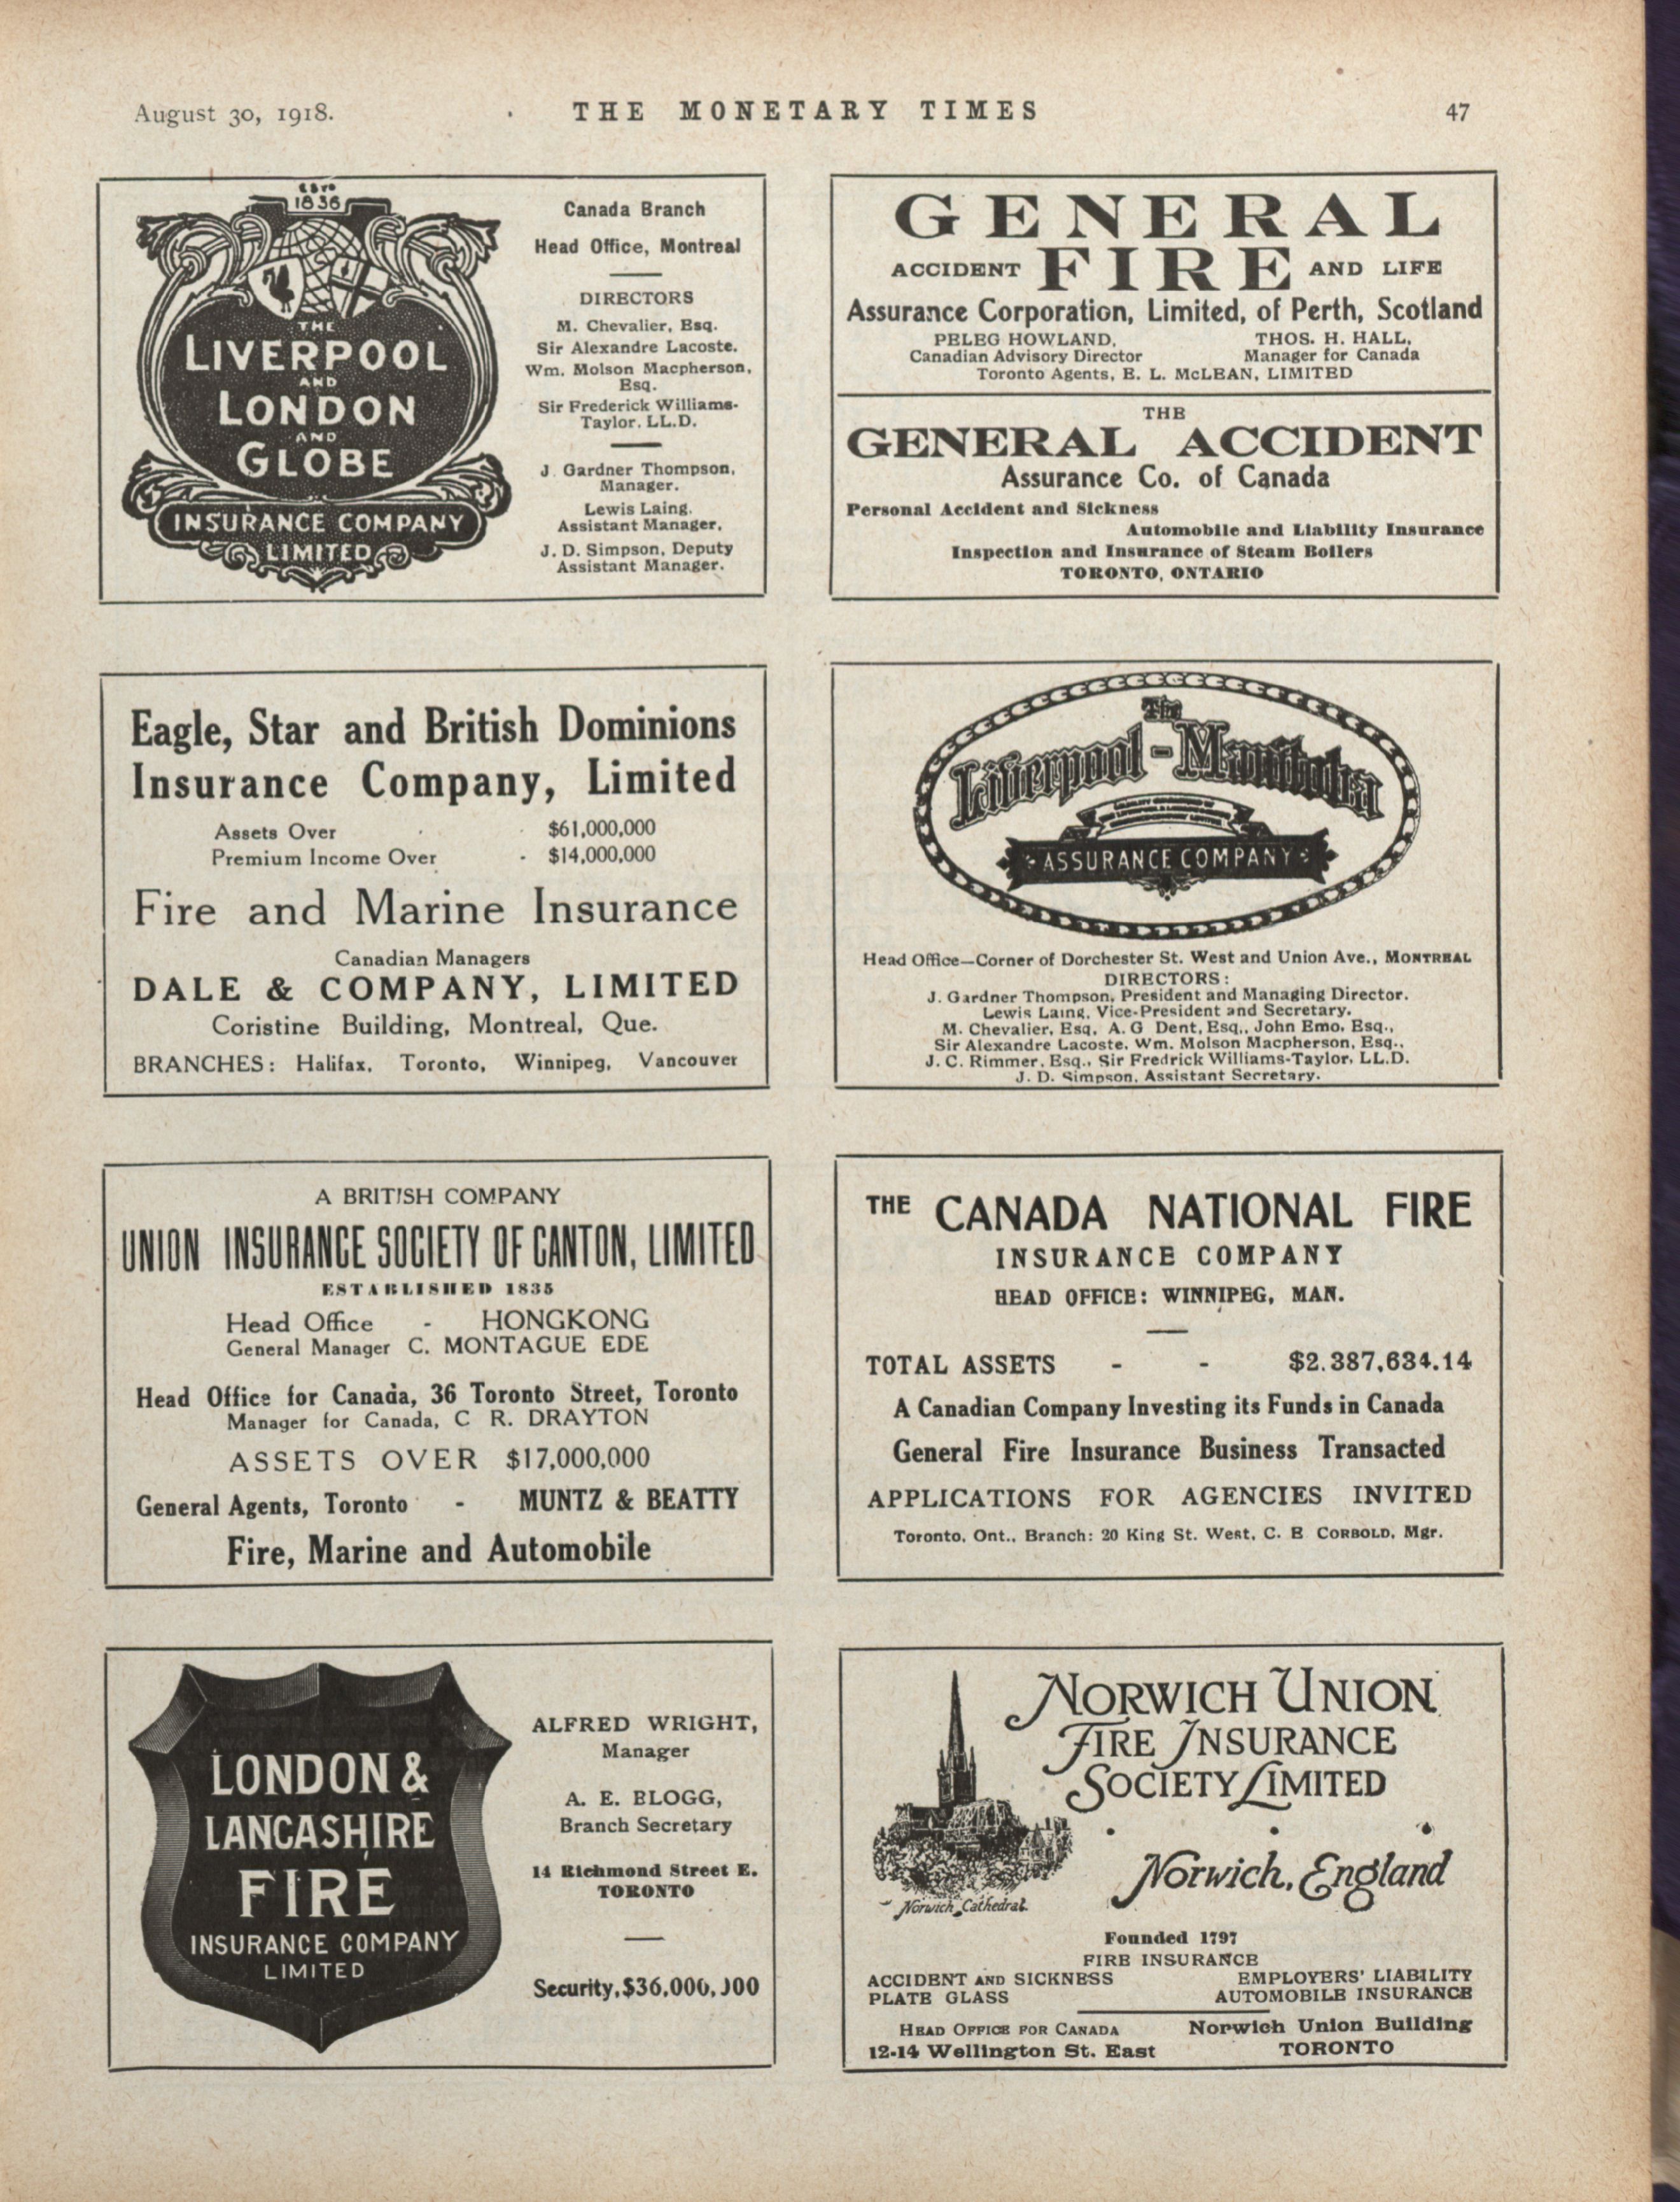 August 30, 1918.
THE MONETARY TIMES
47
ESTD
1836
THE
LIVERPOOL
AND
LONDON
AND
GLOBE
INSURANCE COMPANY
LIMITED
Canada Branch
Head Office, Montreal
DIRECTORS
M. Chevalier, Esq.
Sir Alexandre Lacoste.
Wm. Molson Macpherson,
Esq.
Sir Frederick Williams-
Taylor. LL.D.
J. Gardner Thompson,
Manager.
Lewis Laing.
Assistant Manager,
J. D. Simpson, Deputy
Assistant Manager.
GENERAL
ACCIDENT FIRE AND LIFE
Assurance Corporation, Limited, of Perth, Scotland
PELEG HOWLAND,
Canadian Advisory Director
THOS. H. HALL,
Manager for Canada
Toronto Agents, E. L. McLEAN, LIMITED
THE
GENERAL ACCIDENT
Assurance Co. of Canada
Personal Accident and Sickness
Automobile and Liability Insurance
Inspection and Insurance of Steam Boilers
TORONTO, ONTARIO
Eagle, Star and British Dominions
Insurance Company, Limited
Assets Over $61,000,000
Premium Income Over - $14,000,000
Fire and Marine Insurance
Canadian Managers
DALE & COMPANY, LIMITED
Coristine Building, Montreal, Que.
BRANCHES: Halifax, Toronto, Winnipeg, Vancouver
The
Liverpool-Manitoba
ASSURANCE COMPANY
Head Office—Corner of Dorchester St. West and Union Ave., MONTREAL
DIRECTORS:
J. Gardner Thompson, President and Managing Director.
Lewis Laing, Vice-President and Secretary.
M. Chevalier, Esq, A. G Dent, Esq., John Emo, Esq.,
Sir Alexandre Lacoste, Wm. Molson Macpherson, Esq.,
J. C. Rimmer, Esq., Sir Fredrick Williams-Taylor, LL.D.
J. D. Simpson, Assistant Secretary.
A BRITISH COMPANY
UNION INSURANCE SOCIETY OF CANTON, LIMITED
ESTABLISHED 1835
Head Office - HONGKONG
General Manager C. MONTAGUE EDE
Head Office for Canada, 36 Toronto Street, Toronto
Manager for Canada, C R. DRAYTON
ASSETS OVER $17,000,000
General Agents, Toronto - MUNTZ & BEATTY
Fire, Marine and Automobile
THE CANADA NATIONAL FIRE
INSURANCE COMPANY
HEAD OFFICE: WINNIPEG, MAN.
TOTAL ASSETS - - $2.387,634.14
A Canadian Company Investing its Funds in Canada
General Fire Insurance Business Transacted
APPLICATIONS FOR AGENCIES INVITED
Toronto, Ont., Branch: 20 King St. West, C. B CORBOLD, Mgr.
LONDON &
LANCASHIRE
FIRE
INSURANCE COMPANY
LIMITED
ALFRED WRIGHT,
Manager
A. E. BLOGG,
Branch Secretary
14 Richmond Street E.
TORONTO
Security, $36,000,000
NORWICH UNION
FIRE INSURANCE
SOCIETY LIMITED
Norwich, England
Norwich Cathedral.
Founded 1797
FIRE INSURANCE
ACCIDENT AND SICKNESS EMPLOYERS' LIABILITY
PLATE GLASS AUTOMOBILE INSURANCE
HEAD OFFICE FOR CANADA Norwich Union Building
12-14 Wellington St. East TORONTO